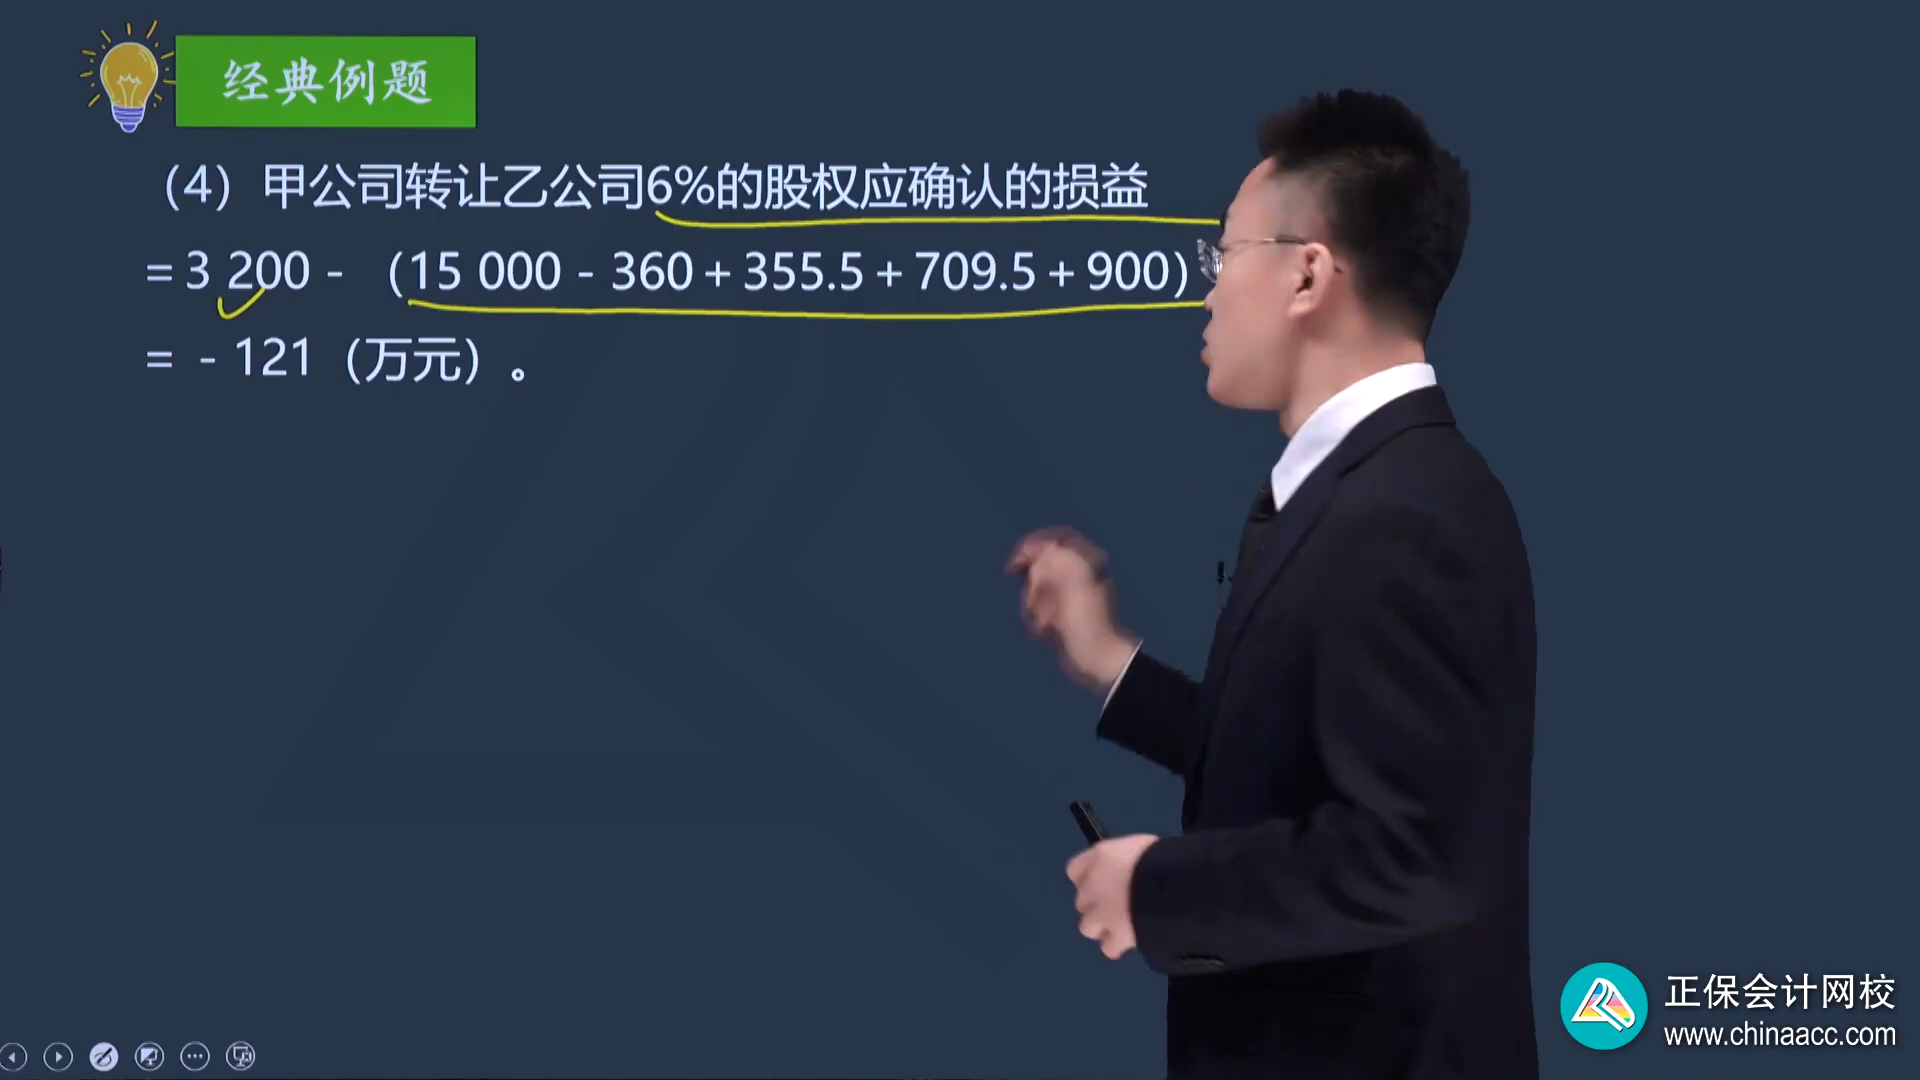 经典例题
（4）甲公司转让乙公司6%的股权应确认的损益
=3 200-（15 000-360+355.5+709.5+900）
=-121（万元）。
正保会计网校
www.chinaacc.com